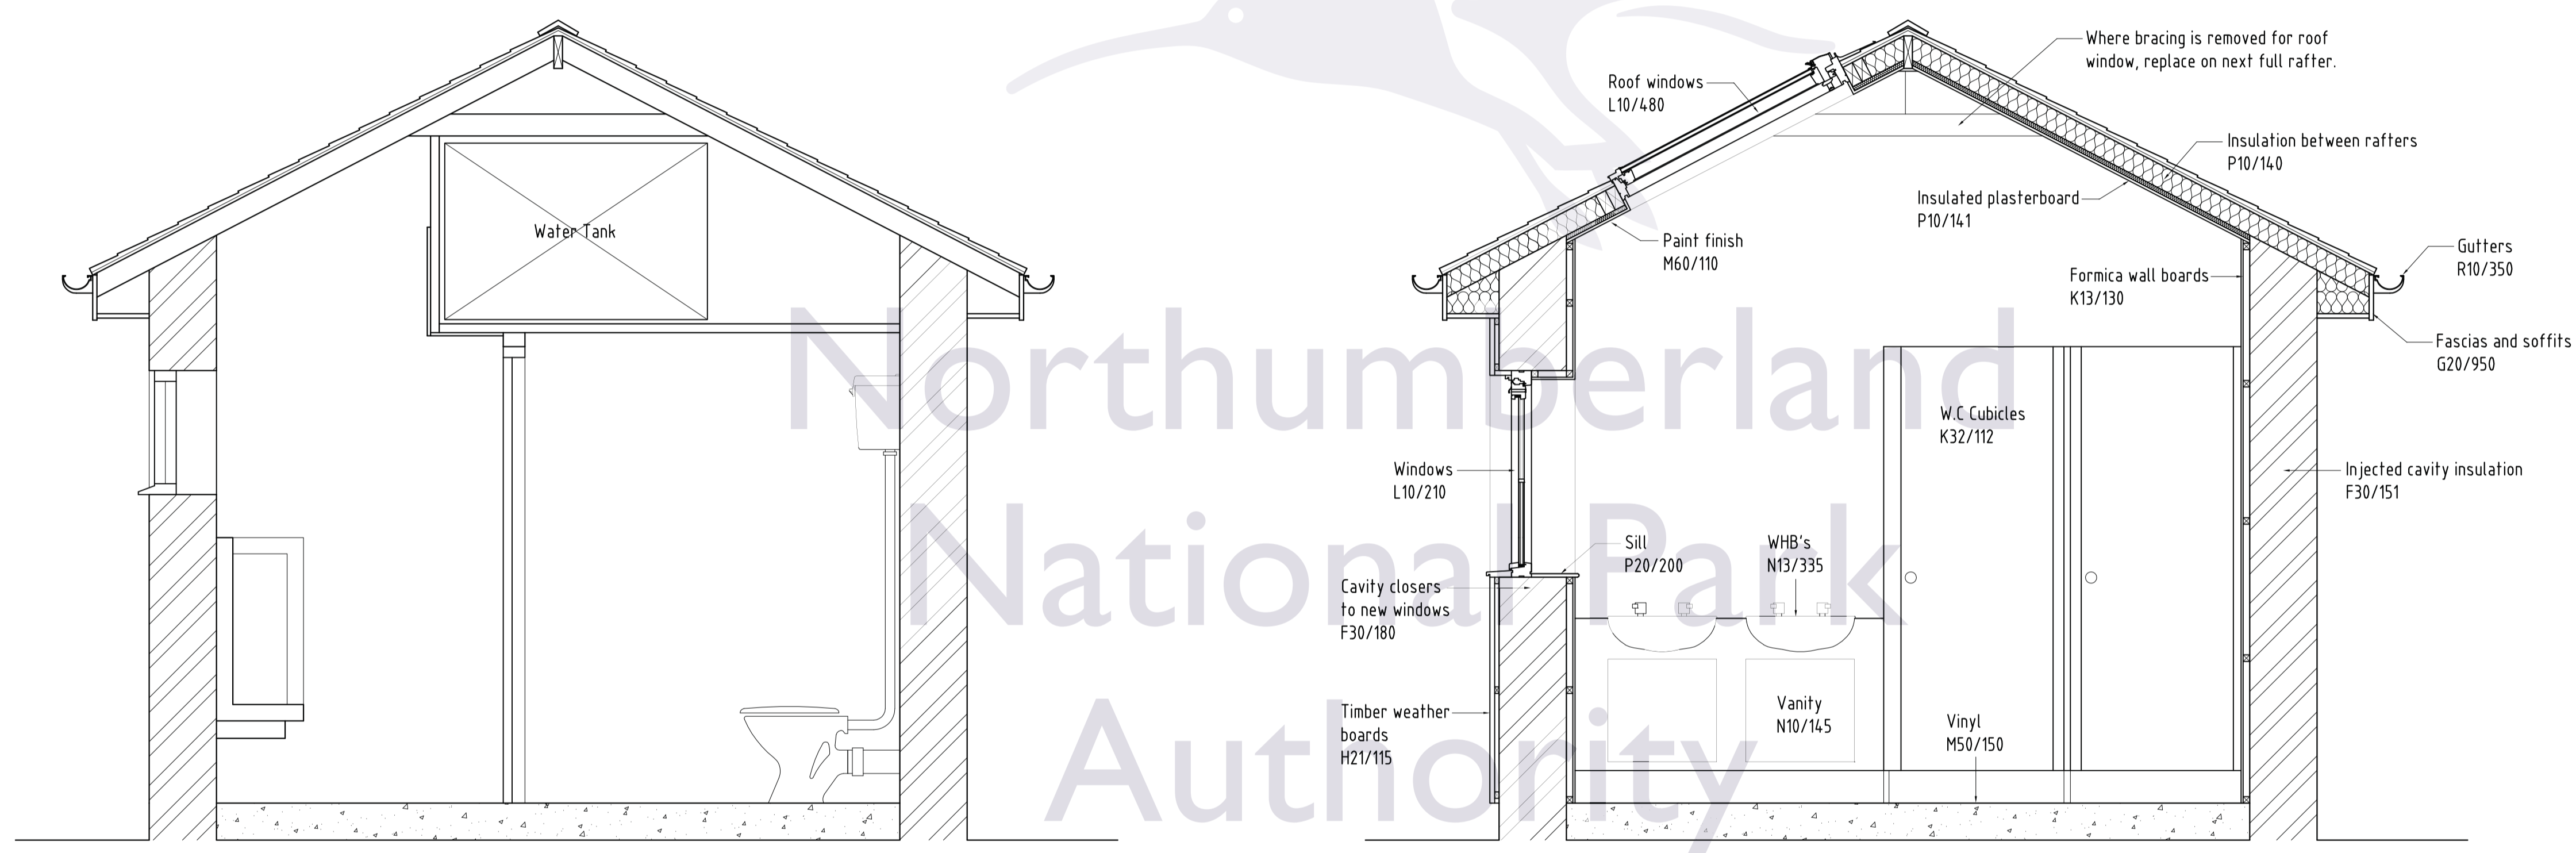 Water Tank
Where bracing is removed for roof
window, replace on next full rafter.
Roof windows
L10/480
Insulation between rafters
P10/140
Insulated plasterboard
P10/141
Paint finish
M60/110
Gutters
R10/350
Formica wall boards
K13/130
Fascias and soffits
G20/950
W.C Cubicles
K32/112
Windows
L10/210
Injected cavity insulation
F30/151
Sill
P20/200
WHB's
N13/335
Cavity closers
to new windows
F30/180
Timber weather
boards
H21/115
Vanity
N10/145
Vinyl
M50/150
Northumberland
National Park
Authority